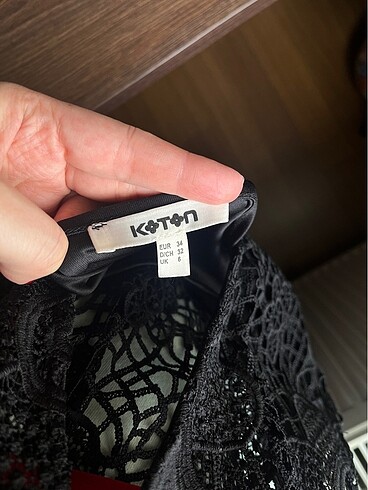 KOTON
EUR 34
D/CH 32
UK 6